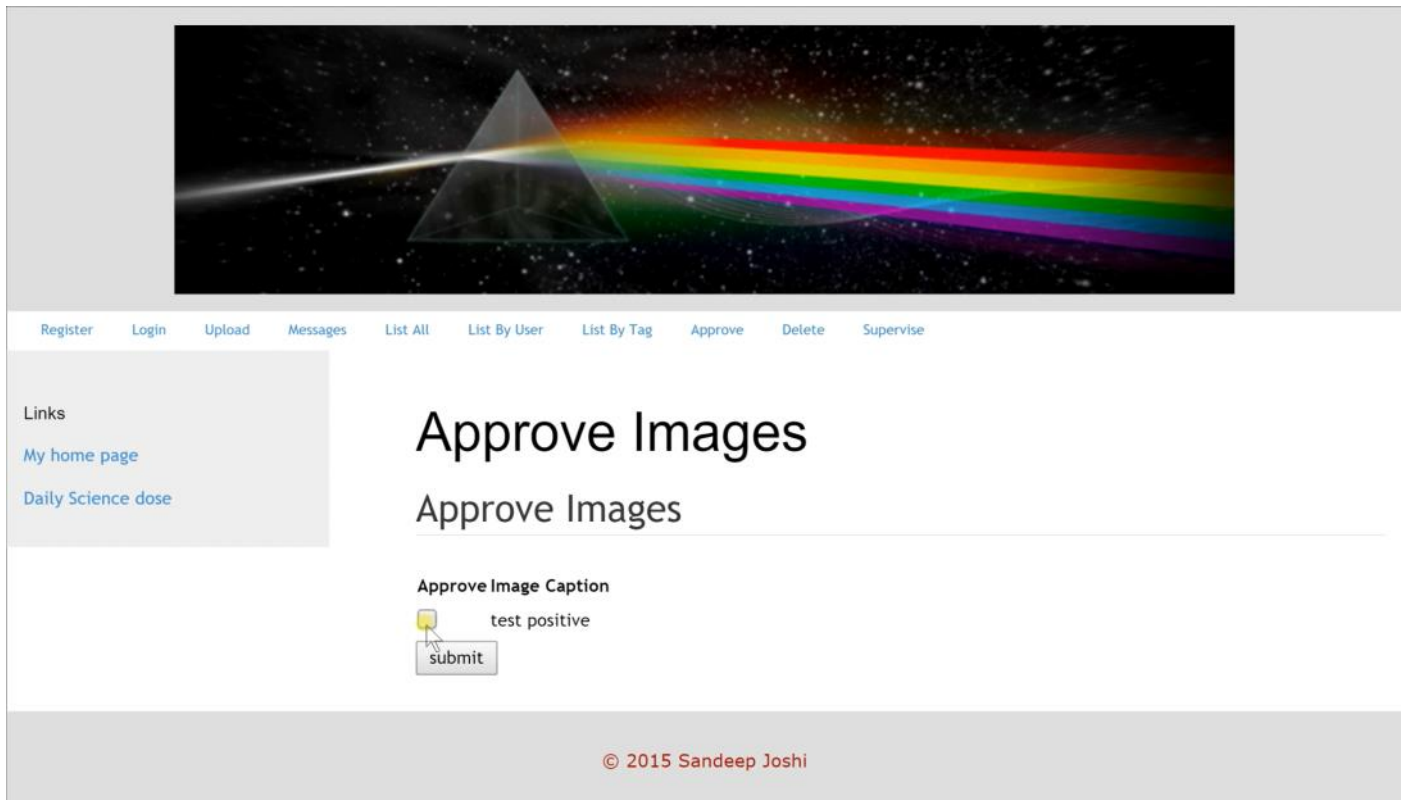 Register Login Upload Messages List All List By User List By Tag Approve Delete Supervise
Links
My home page
Daily Science dose
Approve Images
Approve Images
Approve Image Caption
test positive
submit
© 2015 Sandeep Joshi